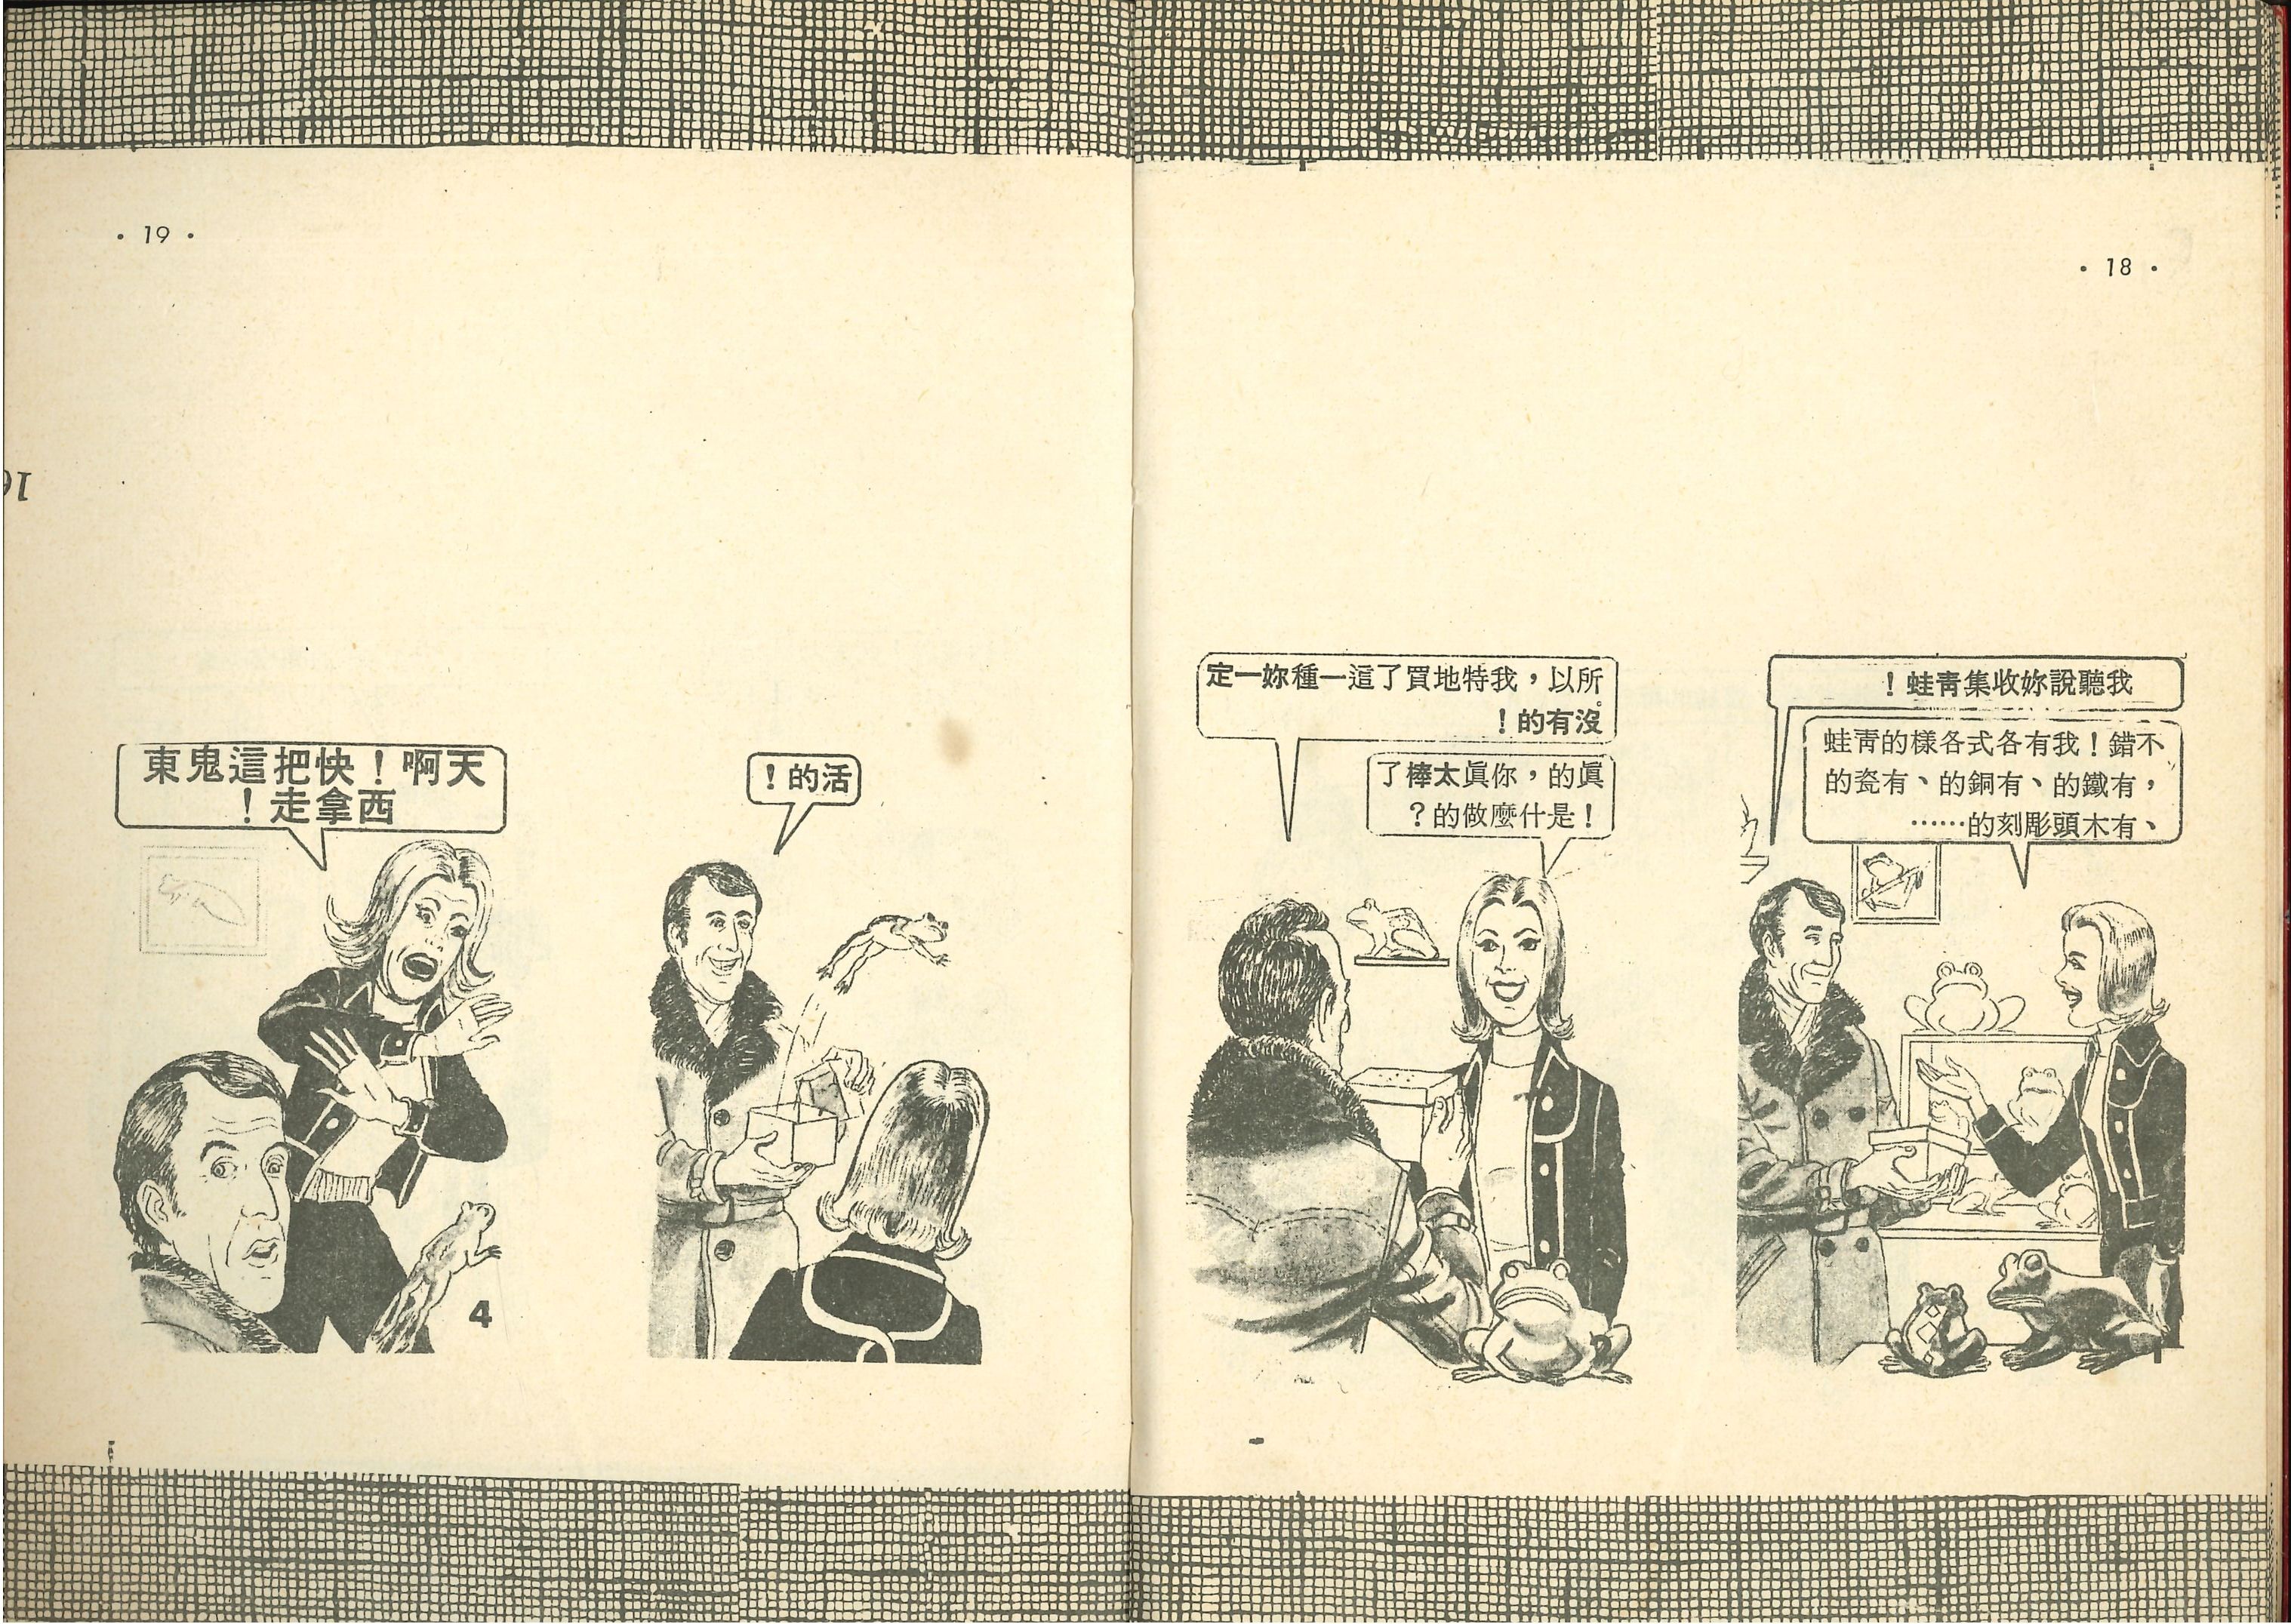 • 18 •
我聽說妳收集靑蛙！
不錯！我有各式各樣的靑蛙
，有鐵的、有銅的、有瓷的
、有木頭彫刻的……
1
所以，我特地買了這一種妳一定
沒有的！
眞的，你眞太棒了
！是什麼做的？
• 19 •
活的！
天啊！快把這鬼東
西拿走！
4